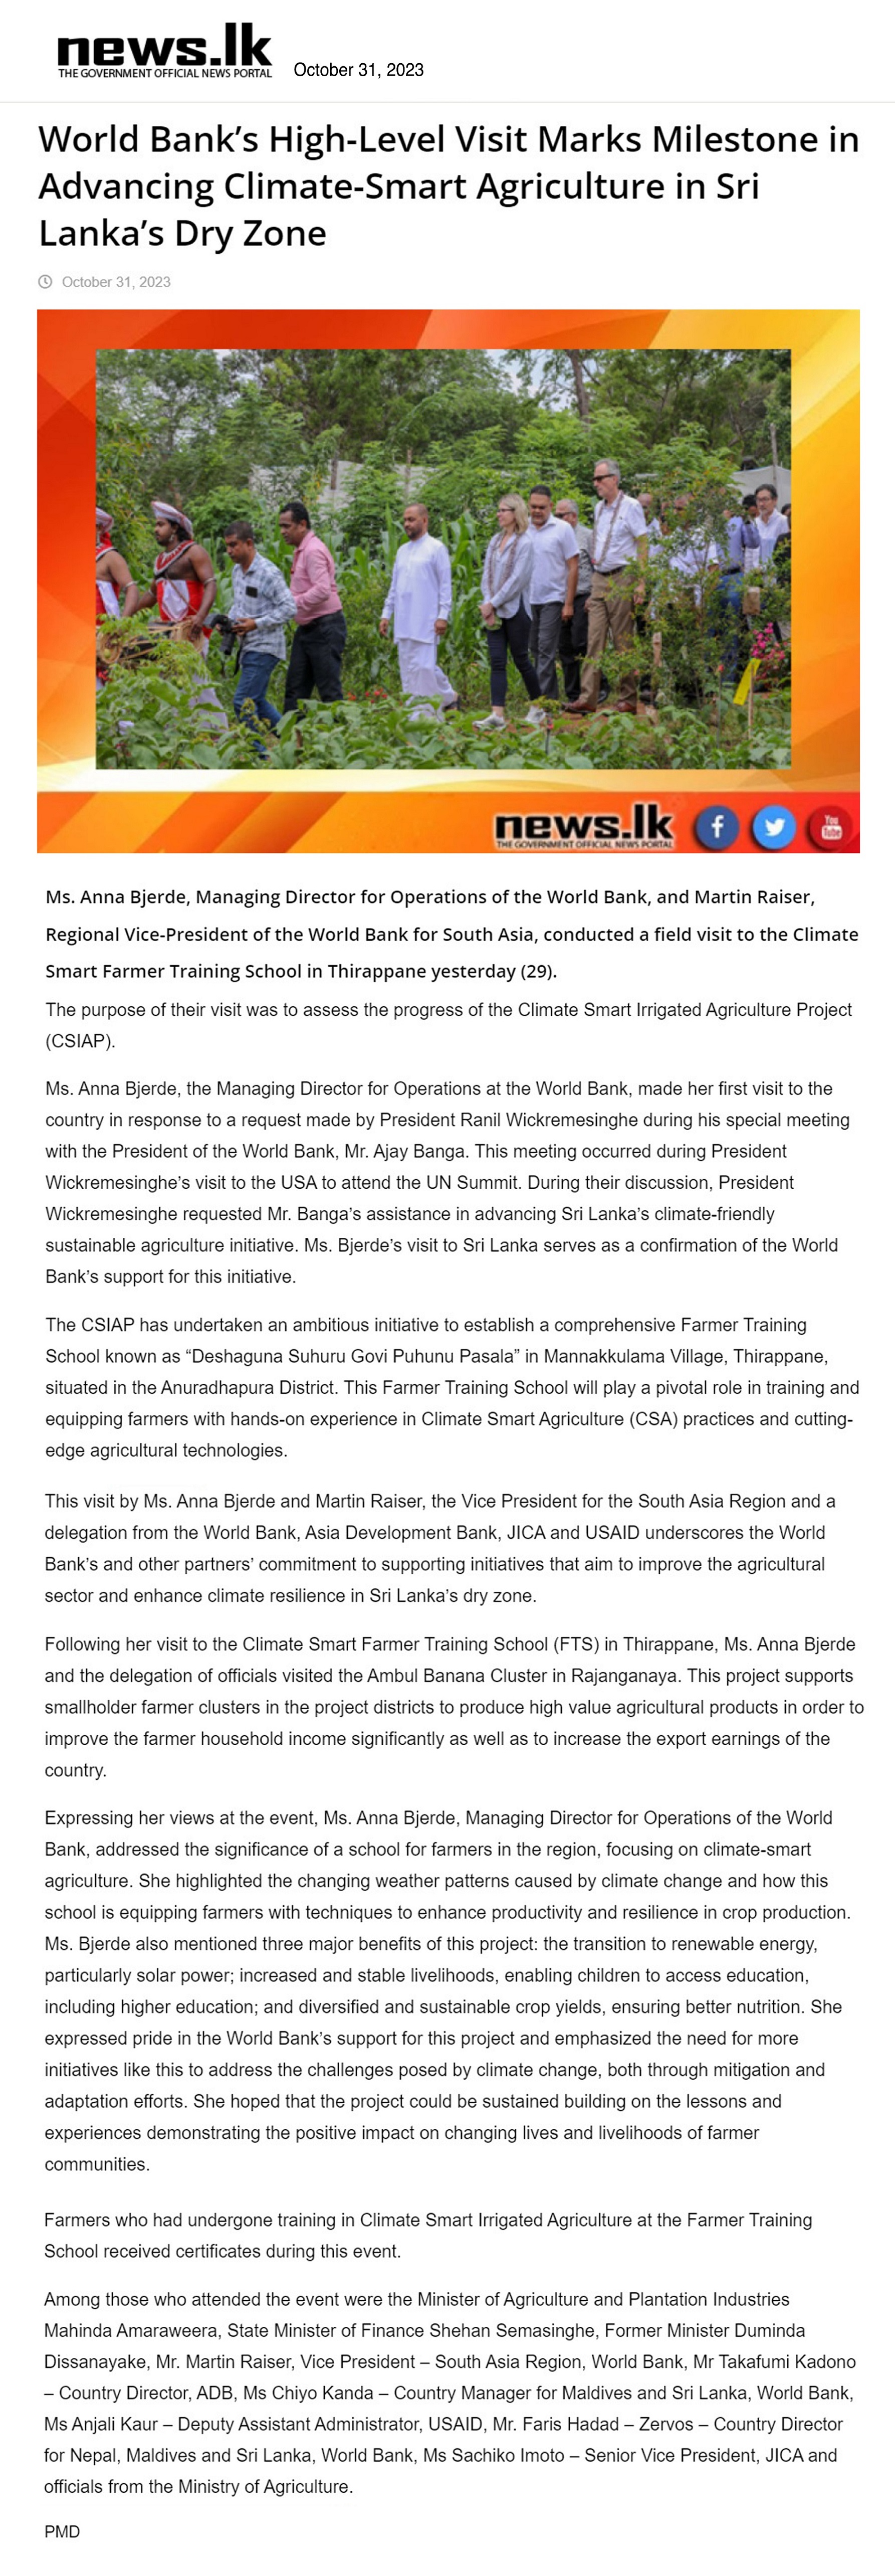 news.lk
THE GOVERNMENT OFFICIAL NEWS PORTAL
October 31, 2023
World Bank’s High-Level Visit Marks Milestone in
Advancing Climate-Smart Agriculture in Sri
Lanka’s Dry Zone
October 31, 2023
news.lk
THE GOVERNMENT OFFICIAL NEWS PORTAL
You
Tube
Ms. Anna Bjerde, Managing Director for Operations of the World Bank, and Martin Raiser,
Regional Vice-President of the World Bank for South Asia, conducted a field visit to the Climate
Smart Farmer Training School in Thirappane yesterday (29).
The purpose of their visit was to assess the progress of the Climate Smart Irrigated Agriculture Project
(CSIAP).
Ms. Anna Bjerde, the Managing Director for Operations at the World Bank, made her first visit to the
country in response to a request made by President Ranil Wickremesinghe during his special meeting
with the President of the World Bank, Mr. Ajay Banga. This meeting occurred during President
Wickremesinghe’s visit to the USA to attend the UN Summit. During their discussion, President
Wickremesinghe requested Mr. Banga’s assistance in advancing Sri Lanka’s climate-friendly
sustainable agriculture initiative. Ms. Bjerde’s visit to Sri Lanka serves as a confirmation of the World
Bank’s support for this initiative.
The CSIAP has undertaken an ambitious initiative to establish a comprehensive Farmer Training
School known as “Deshaguna Suhuru Govi Puhunu Pasala” in Mannakkulama Village, Thirappane,
situated in the Anuradhapura District. This Farmer Training School will play a pivotal role in training and
equipping farmers with hands-on experience in Climate Smart Agriculture (CSA) practices and cutting-
edge agricultural technologies.
This visit by Ms. Anna Bjerde and Martin Raiser, the Vice President for the South Asia Region and a
delegation from the World Bank, Asia Development Bank, JICA and USAID underscores the World
Bank’s and other partners’ commitment to supporting initiatives that aim to improve the agricultural
sector and enhance climate resilience in Sri Lanka’s dry zone.
Following her visit to the Climate Smart Farmer Training School (FTS) in Thirappane, Ms. Anna Bjerde
and the delegation of officials visited the Ambul Banana Cluster in Rajanganaya. This project supports
smallholder farmer clusters in the project districts to produce high value agricultural products in order to
improve the farmer household income significantly as well as to increase the export earnings of the
country.
Expressing her views at the event, Ms. Anna Bjerde, Managing Director for Operations of the World
Bank, addressed the significance of a school for farmers in the region, focusing on climate-smart
agriculture. She highlighted the changing weather patterns caused by climate change and how this
school is equipping farmers with techniques to enhance productivity and resilience in crop production.
Ms. Bjerde also mentioned three major benefits of this project: the transition to renewable energy,
particularly solar power; increased and stable livelihoods, enabling children to access education,
including higher education; and diversified and sustainable crop yields, ensuring better nutrition. She
expressed pride in the World Bank’s support for this project and emphasized the need for more
initiatives like this to address the challenges posed by climate change, both through mitigation and
adaptation efforts. She hoped that the project could be sustained building on the lessons and
experiences demonstrating the positive impact on changing lives and livelihoods of farmer
communities.
Farmers who had undergone training in Climate Smart Irrigated Agriculture at the Farmer Training
School received certificates during this event.
Among those who attended the event were the Minister of Agriculture and Plantation Industries
Mahinda Amaraweera, State Minister of Finance Shehan Semasinghe, Former Minister Duminda
Dissanayake, Mr. Martin Raiser, Vice President – South Asia Region, World Bank, Mr Takafumi Kadono
– Country Director, ADB, Ms Chiyo Kanda – Country Manager for Maldives and Sri Lanka, World Bank,
Ms Anjali Kaur – Deputy Assistant Administrator, USAID, Mr. Faris Hadad – Zervos – Country Director
for Nepal, Maldives and Sri Lanka, World Bank, Ms Sachiko Imoto – Senior Vice President, JICA and
officials from the Ministry of Agriculture.
PMD